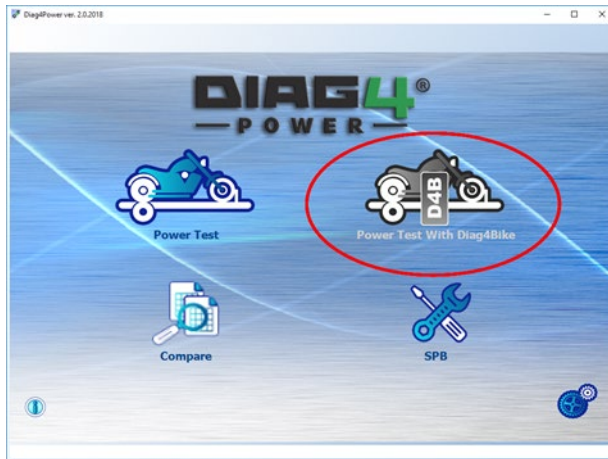 Diag4Power ver. 2.0.2018
DIAG4®
POWER
D4B
Power Test
Power Test With Diag4Bike
Compare
SPB